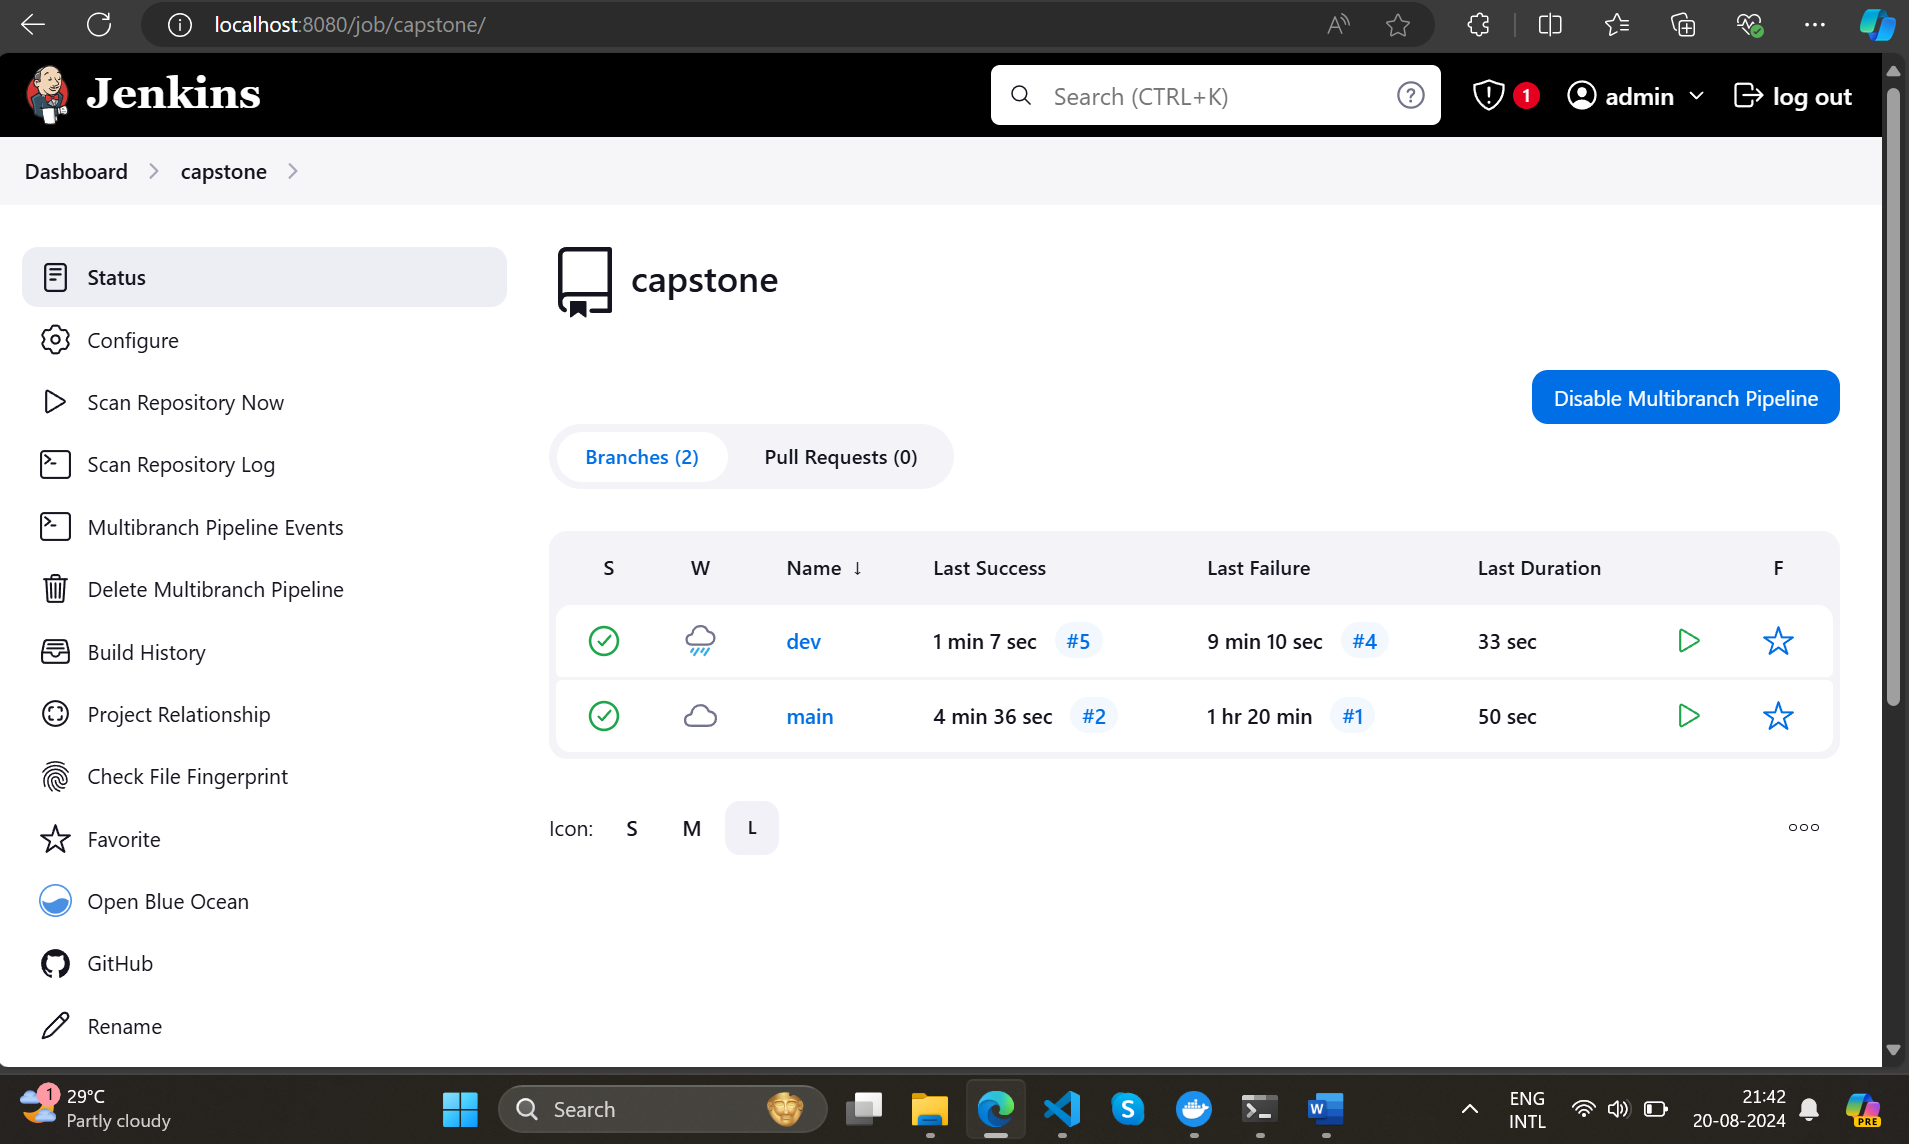 localhost:8080/job/capstone/
Jenkins
Search (CTRL+K)
1
admin
log out
Dashboard
capstone
Status
Configure
Scan Repository Now
Scan Repository Log
Multibranch Pipeline Events
Delete Multibranch Pipeline
Build History
Project Relationship
Check File Fingerprint
Favorite
Open Blue Ocean
GitHub
Rename
capstone
Disable Multibranch Pipeline
Branches (2) Pull Requests (0)
S W Name ↓ Last Success Last Failure Last Duration F
dev 1 min 7 sec #5 9 min 10 sec #4 33 sec
main 4 min 36 sec #2 1 hr 20 min #1 50 sec
Icon: S M L
1
29°C
Partly cloudy
Search
S
W
ENG
INTL
21:42
20-08-2024
PRE